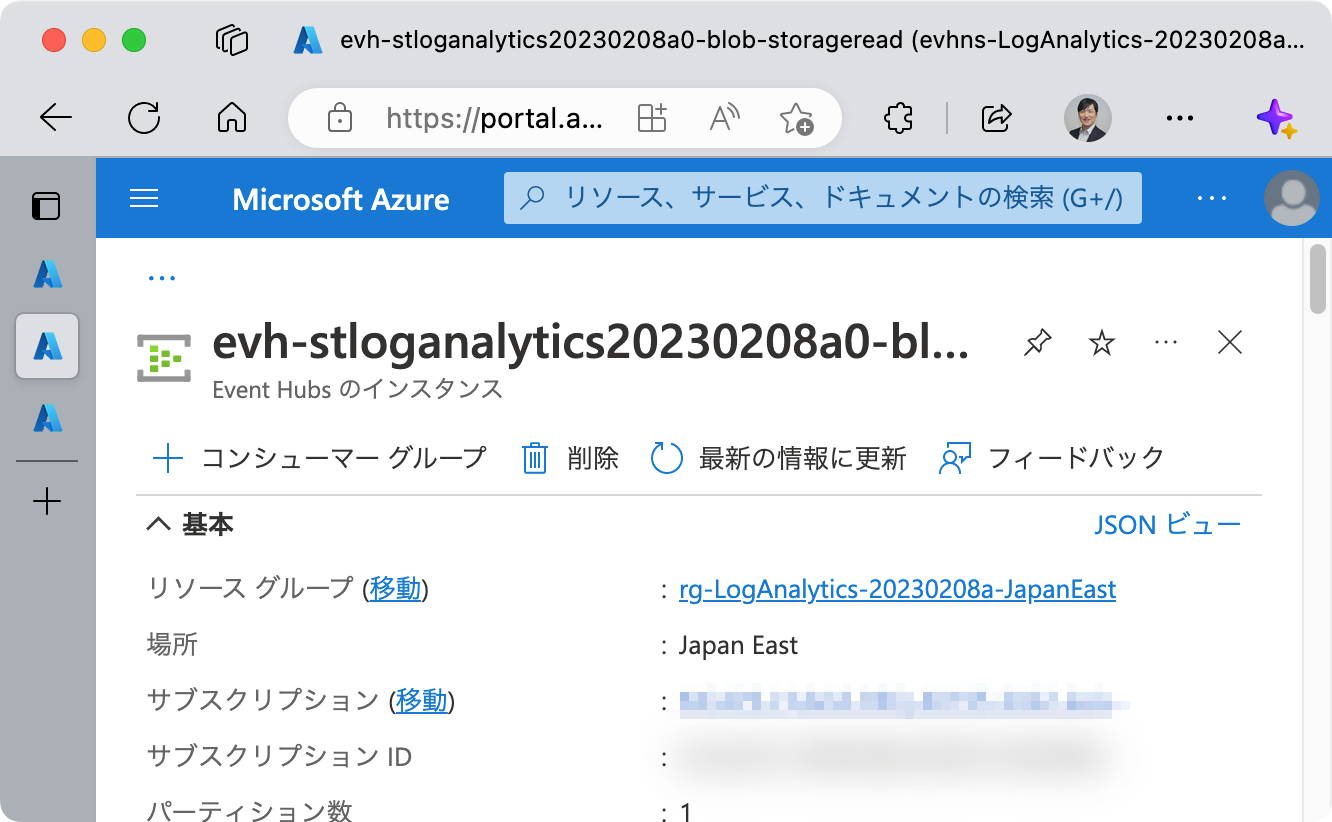 evh-stloganalytics20230208a0-blob-storageread (evhns-LogAnalytics-20230208a...
https://portal.a...
Microsoft Azure
リソース、サービス、ドキュメントの検索 (G+/)
evh-stloganalytics20230208a0-bl...
Event Hubs のインスタンス
コンシューマー グループ 削除 最新の情報に更新 フィードバック
基本 JSON ビュー
リソース グループ (移動) : rg-LogAnalytics-20230208a-JapanEast
場所 : Japan East
サブスクリプション (移動) :
サブスクリプション ID :
パーティション数 : 1